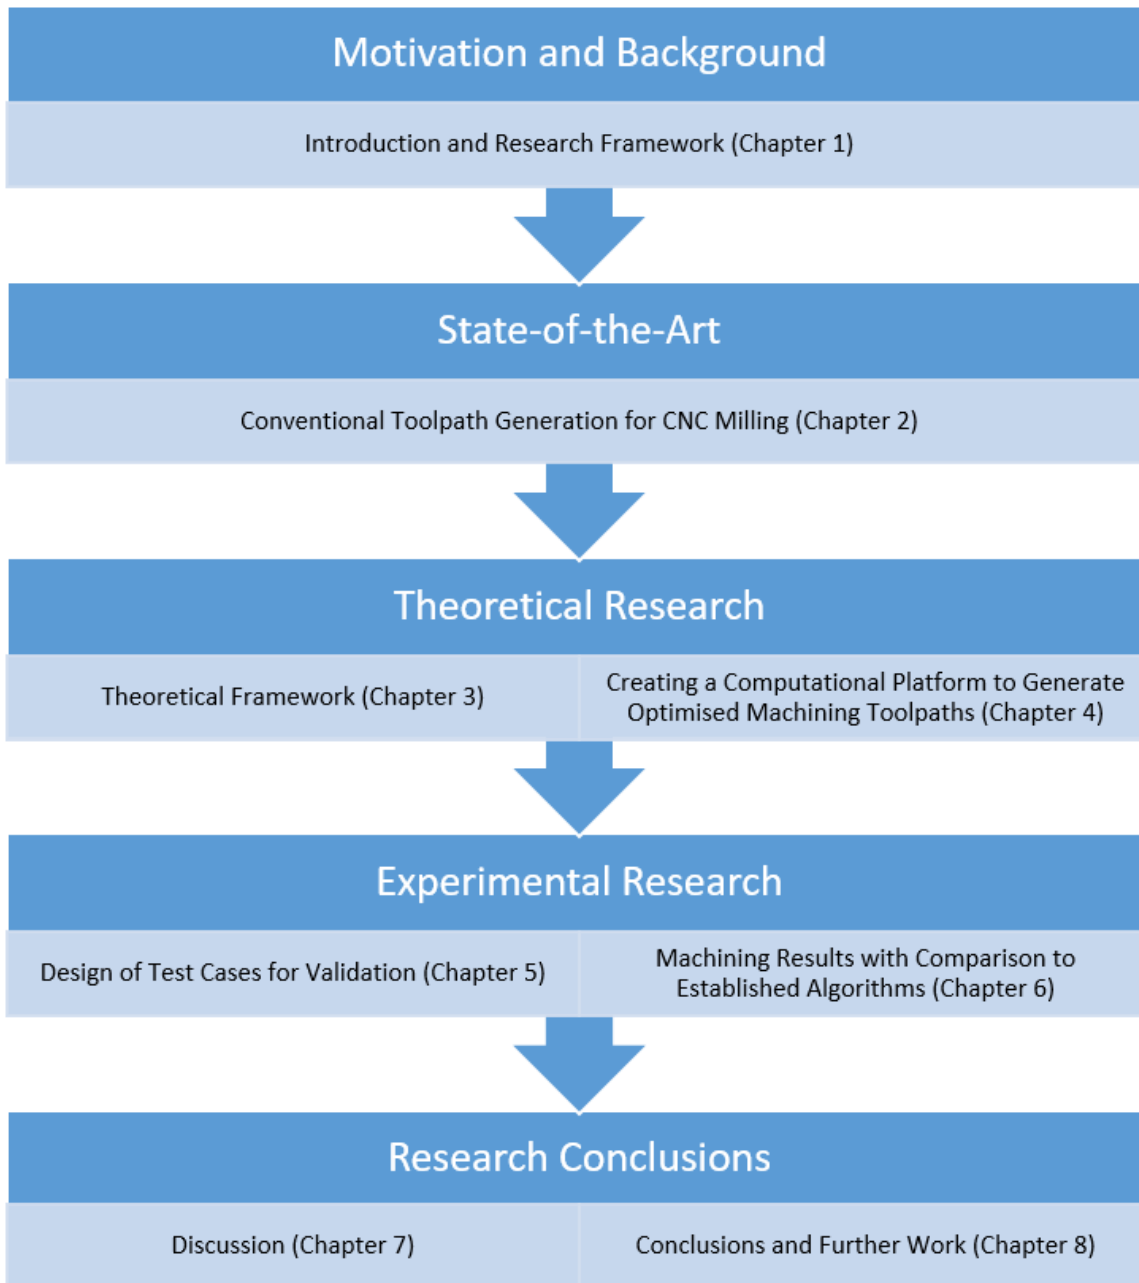 Motivation and Background
Introduction and Research Framework (Chapter 1)
State-of-the-Art
Conventional Toolpath Generation for CNC Milling (Chapter 2)
Theoretical Research
Theoretical Framework (Chapter 3)
Creating a Computational Platform to Generate
Optimised Machining Toolpaths (Chapter 4)
Experimental Research
Design of Test Cases for Validation (Chapter 5)
Machining Results with Comparison to
Established Algorithms (Chapter 6)
Research Conclusions
Discussion (Chapter 7)
Conclusions and Further Work (Chapter 8)